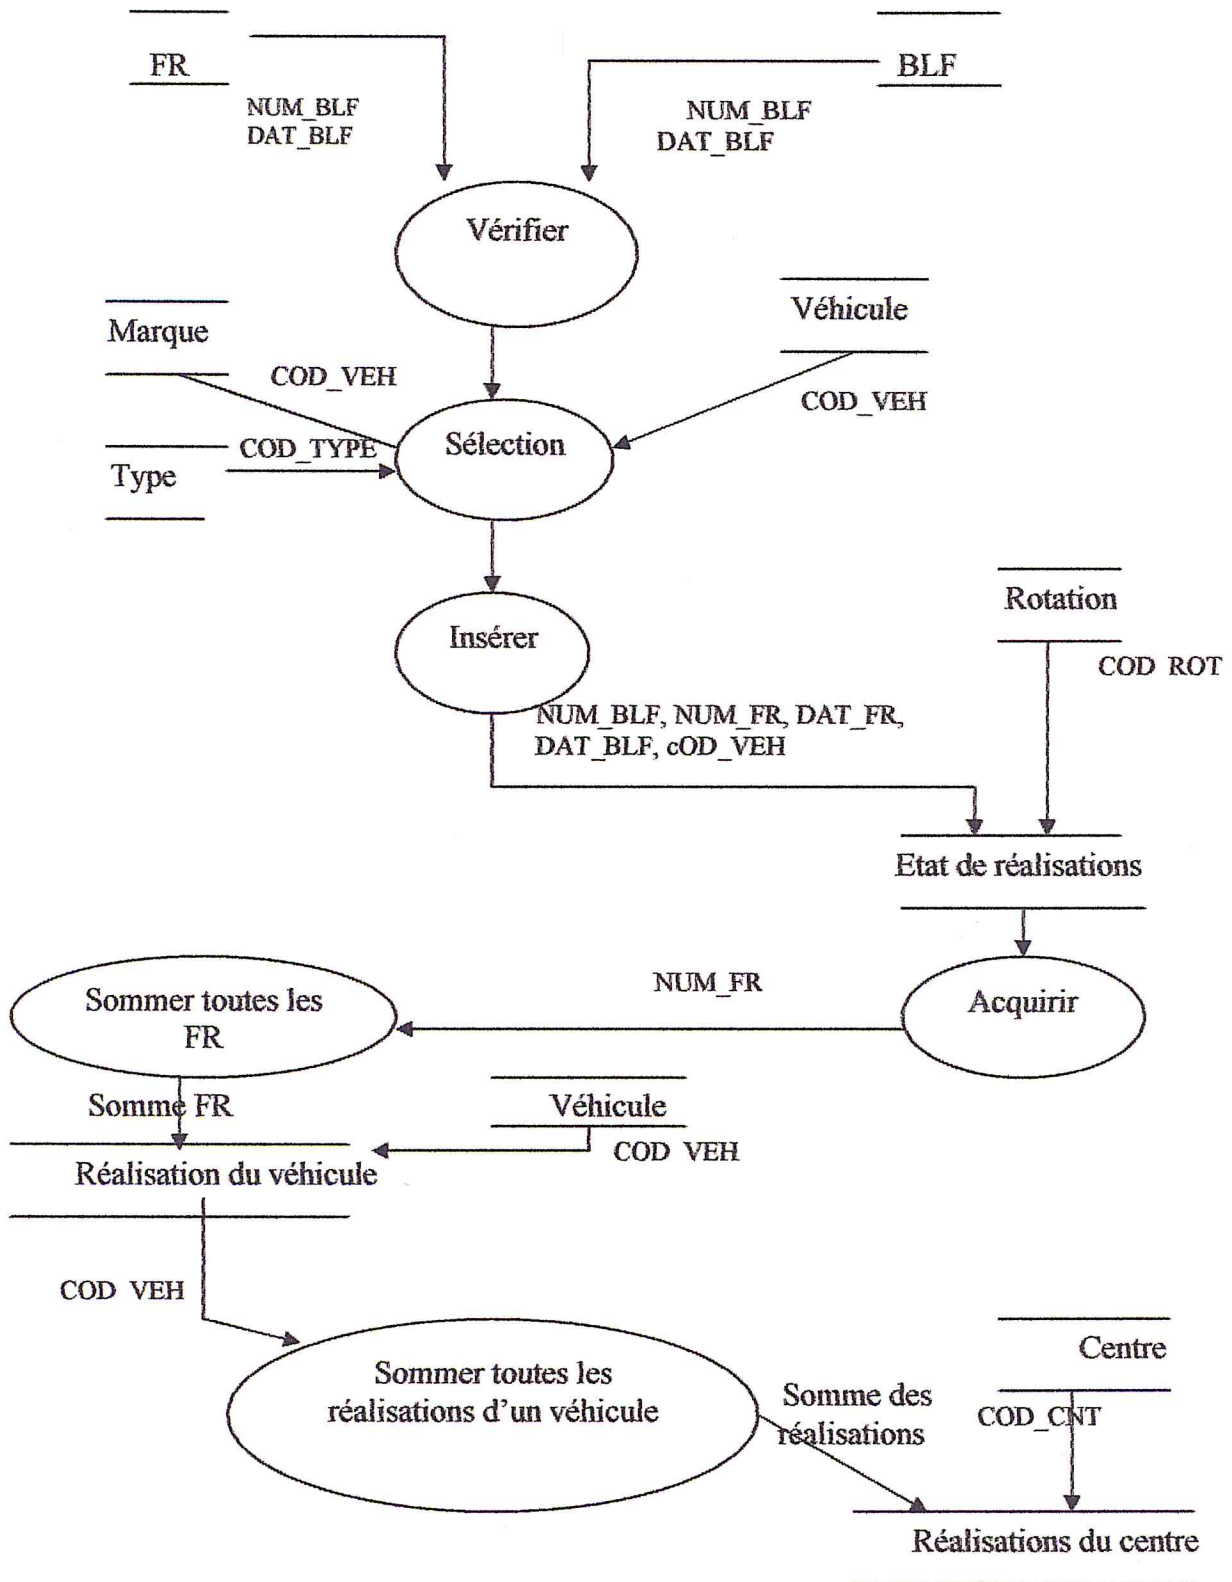 FR
BLF
NUM_BLF
DAT_BLF
NUM_BLF
DAT_BLF
Vérifier
Marque
Véhicule
COD_VEH
COD_VEH
Sélection
COD_TYPE
Type
Rotation
Insérer
COD ROT
NUM_BLF, NUM_FR, DAT_FR,
DAT_BLF, cOD_VEH
Etat de réalisations
NUM_FR
Acquirir
Sommer toutes les
FR
Somme FR
Véhicule
COD VEH
Réalisation du véhicule
COD VEH
Centre
Sommer toutes les
réalisations d'un véhicule
Somme des
réalisations
COD_CNT
Réalisations du centre